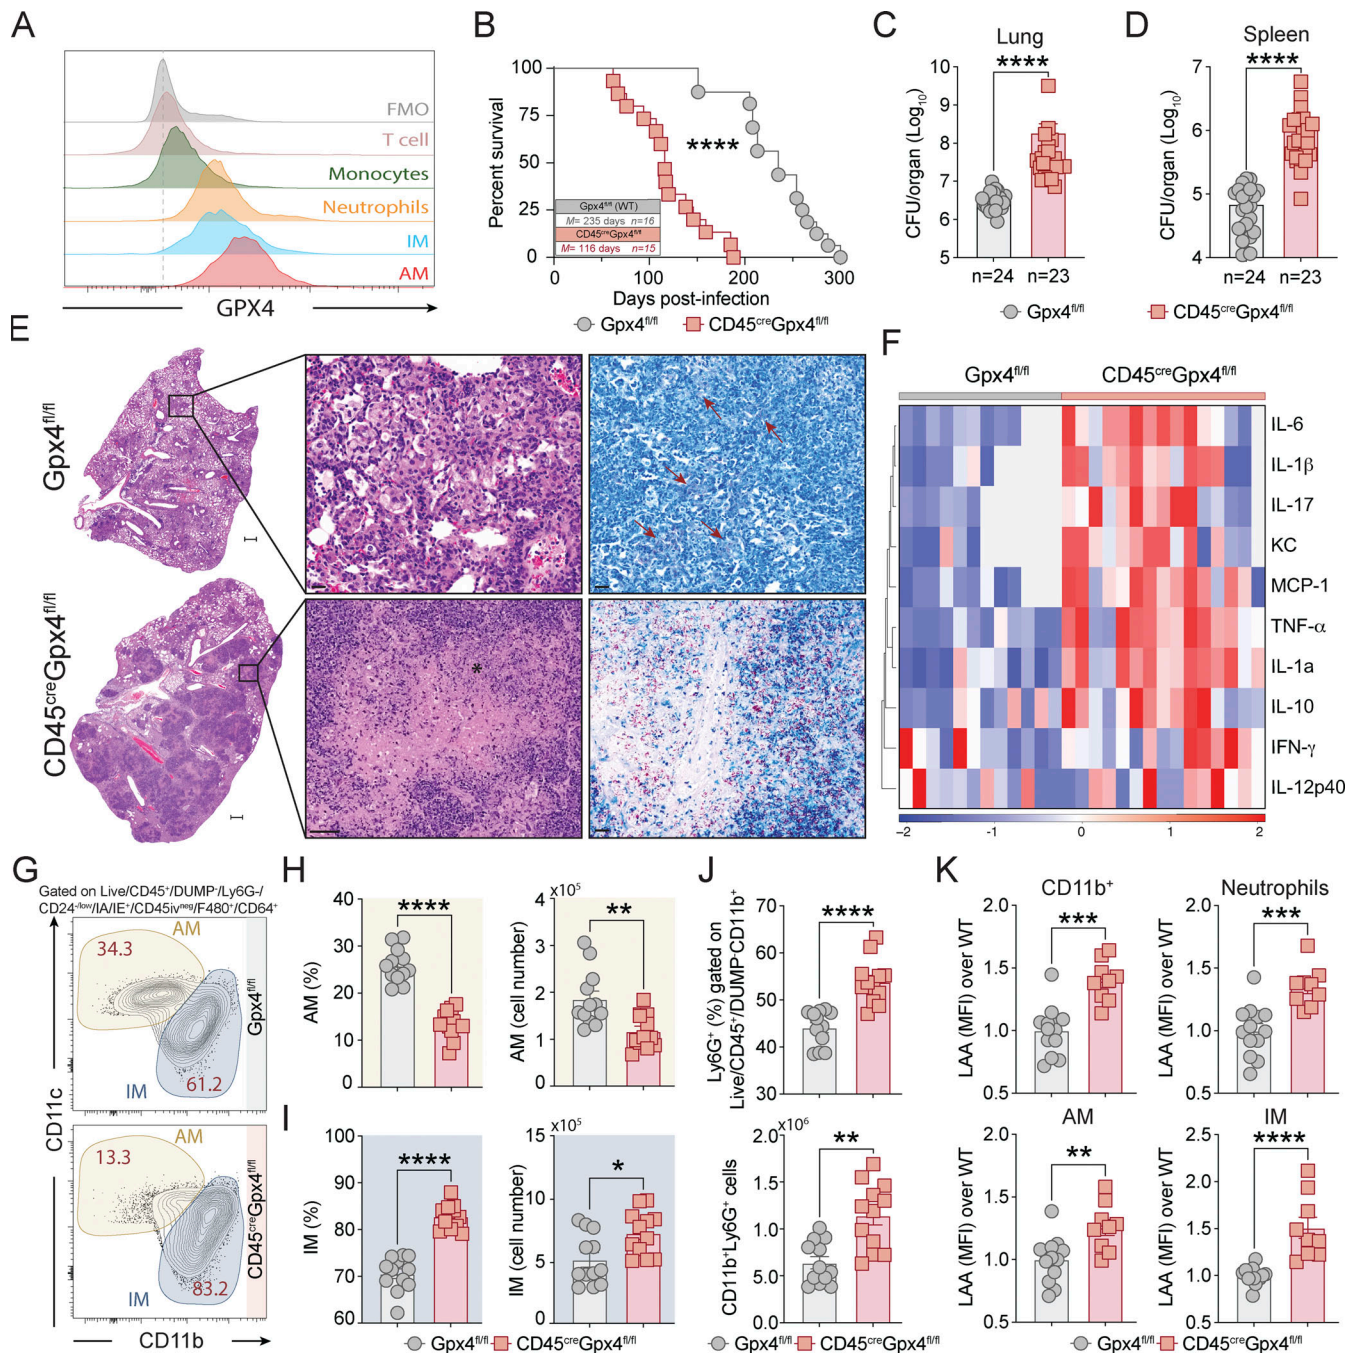 A
FMO
T cell
Monocytes
Neutrophils
IM
AM
GPX4
B
Percent survival
100
75
50
25
0
****
Gpx4fl/fl (WT)
M= 235 days n=16
CD45creGpx4fl/fl
M= 116 days n=15
0 100 200 300
Days post-infection
Gpx4fl/fl CD45creGpx4fl/fl
C
Lung
****
CFU/organ (Log10)
10
9
8
7
6
5
n=24 n=23
D
Spleen
****
CFU/organ (Log10)
7
6
5
4
n=24 n=23
Gpx4fl/fl CD45creGpx4fl/fl
E
Gpx4fl/fl
CD45creGpx4fl/fl
*
F
Gpx4fl/fl CD45creGpx4fl/fl
IL-6
IL-1β
IL-17
KC
MCP-1
TNF-α
IL-1a
IL-10
IFN-γ
IL-12p40
-2 -1 0 1 2
G
Gated on Live/CD45+/DUMP-/Ly6G-/
CD24-/low/IA/IE+/CD45ivneg/F480+/CD64+
AM
34.3
IM
61.2
Gpx4fl/fl
AM
13.3
IM
83.2
CD45creGpx4fl/fl
CD11c
CD11b
H
AM (%)
40
30
20
10
0
****
AM (cell number)
x10⁵
4
3
2
1
0
**
I
IM (%)
100
90
80
70
60
****
IM (cell number)
x10⁵
15
10
5
0
*
Gpx4fl/fl CD45creGpx4fl/fl
J
Ly6G+ (%) gated on
Live/CD45+/DUMP-CD11b+
70
60
50
40
30
****
CD11b+Ly6G+ cells
x10⁶
2.0
1.5
1.0
5.0
0
**
Gpx4fl/fl CD45creGpx4fl/fl
K
CD11b+
LAA (MFI) over WT
2.0
1.5
1.0
0.5
***
Neutrophils
LAA (MFI) over WT
2.0
1.5
1.0
0.5
***
AM
LAA (MFI) over WT
2.0
1.5
1.0
0.5
**
IM
LAA (MFI) over WT
2.5
2.0
1.5
1.0
0.5
****
Gpx4fl/fl CD45creGpx4fl/fl